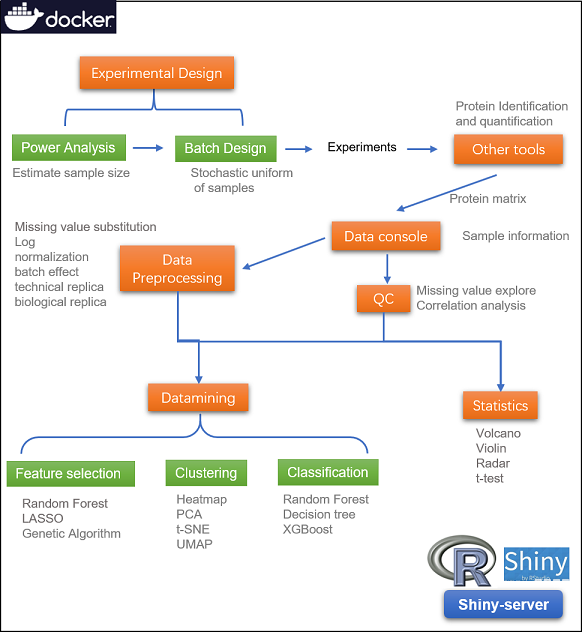 docker
Experimental Design
Protein Identification
and quantification
Power Analysis
Batch Design
Experiments
Other tools
Estimate sample size
Stochastic uniform
of samples
Protein matrix
Missing value substitution
Log
normalization
batch effect
technical replica
biological replica
Data
Preprocessing
Data console
Sample information
QC
Missing value explore
Correlation analysis
Datamining
Statistics
Volcano
Violin
Radar
t-test
Feature selection
Random Forest
LASSO
Genetic Algorithm
Clustering
Heatmap
PCA
t-SNE
UMAP
Classification
Random Forest
Decision tree
XGBoost
R
Shiny
by RStudio
Shiny-server